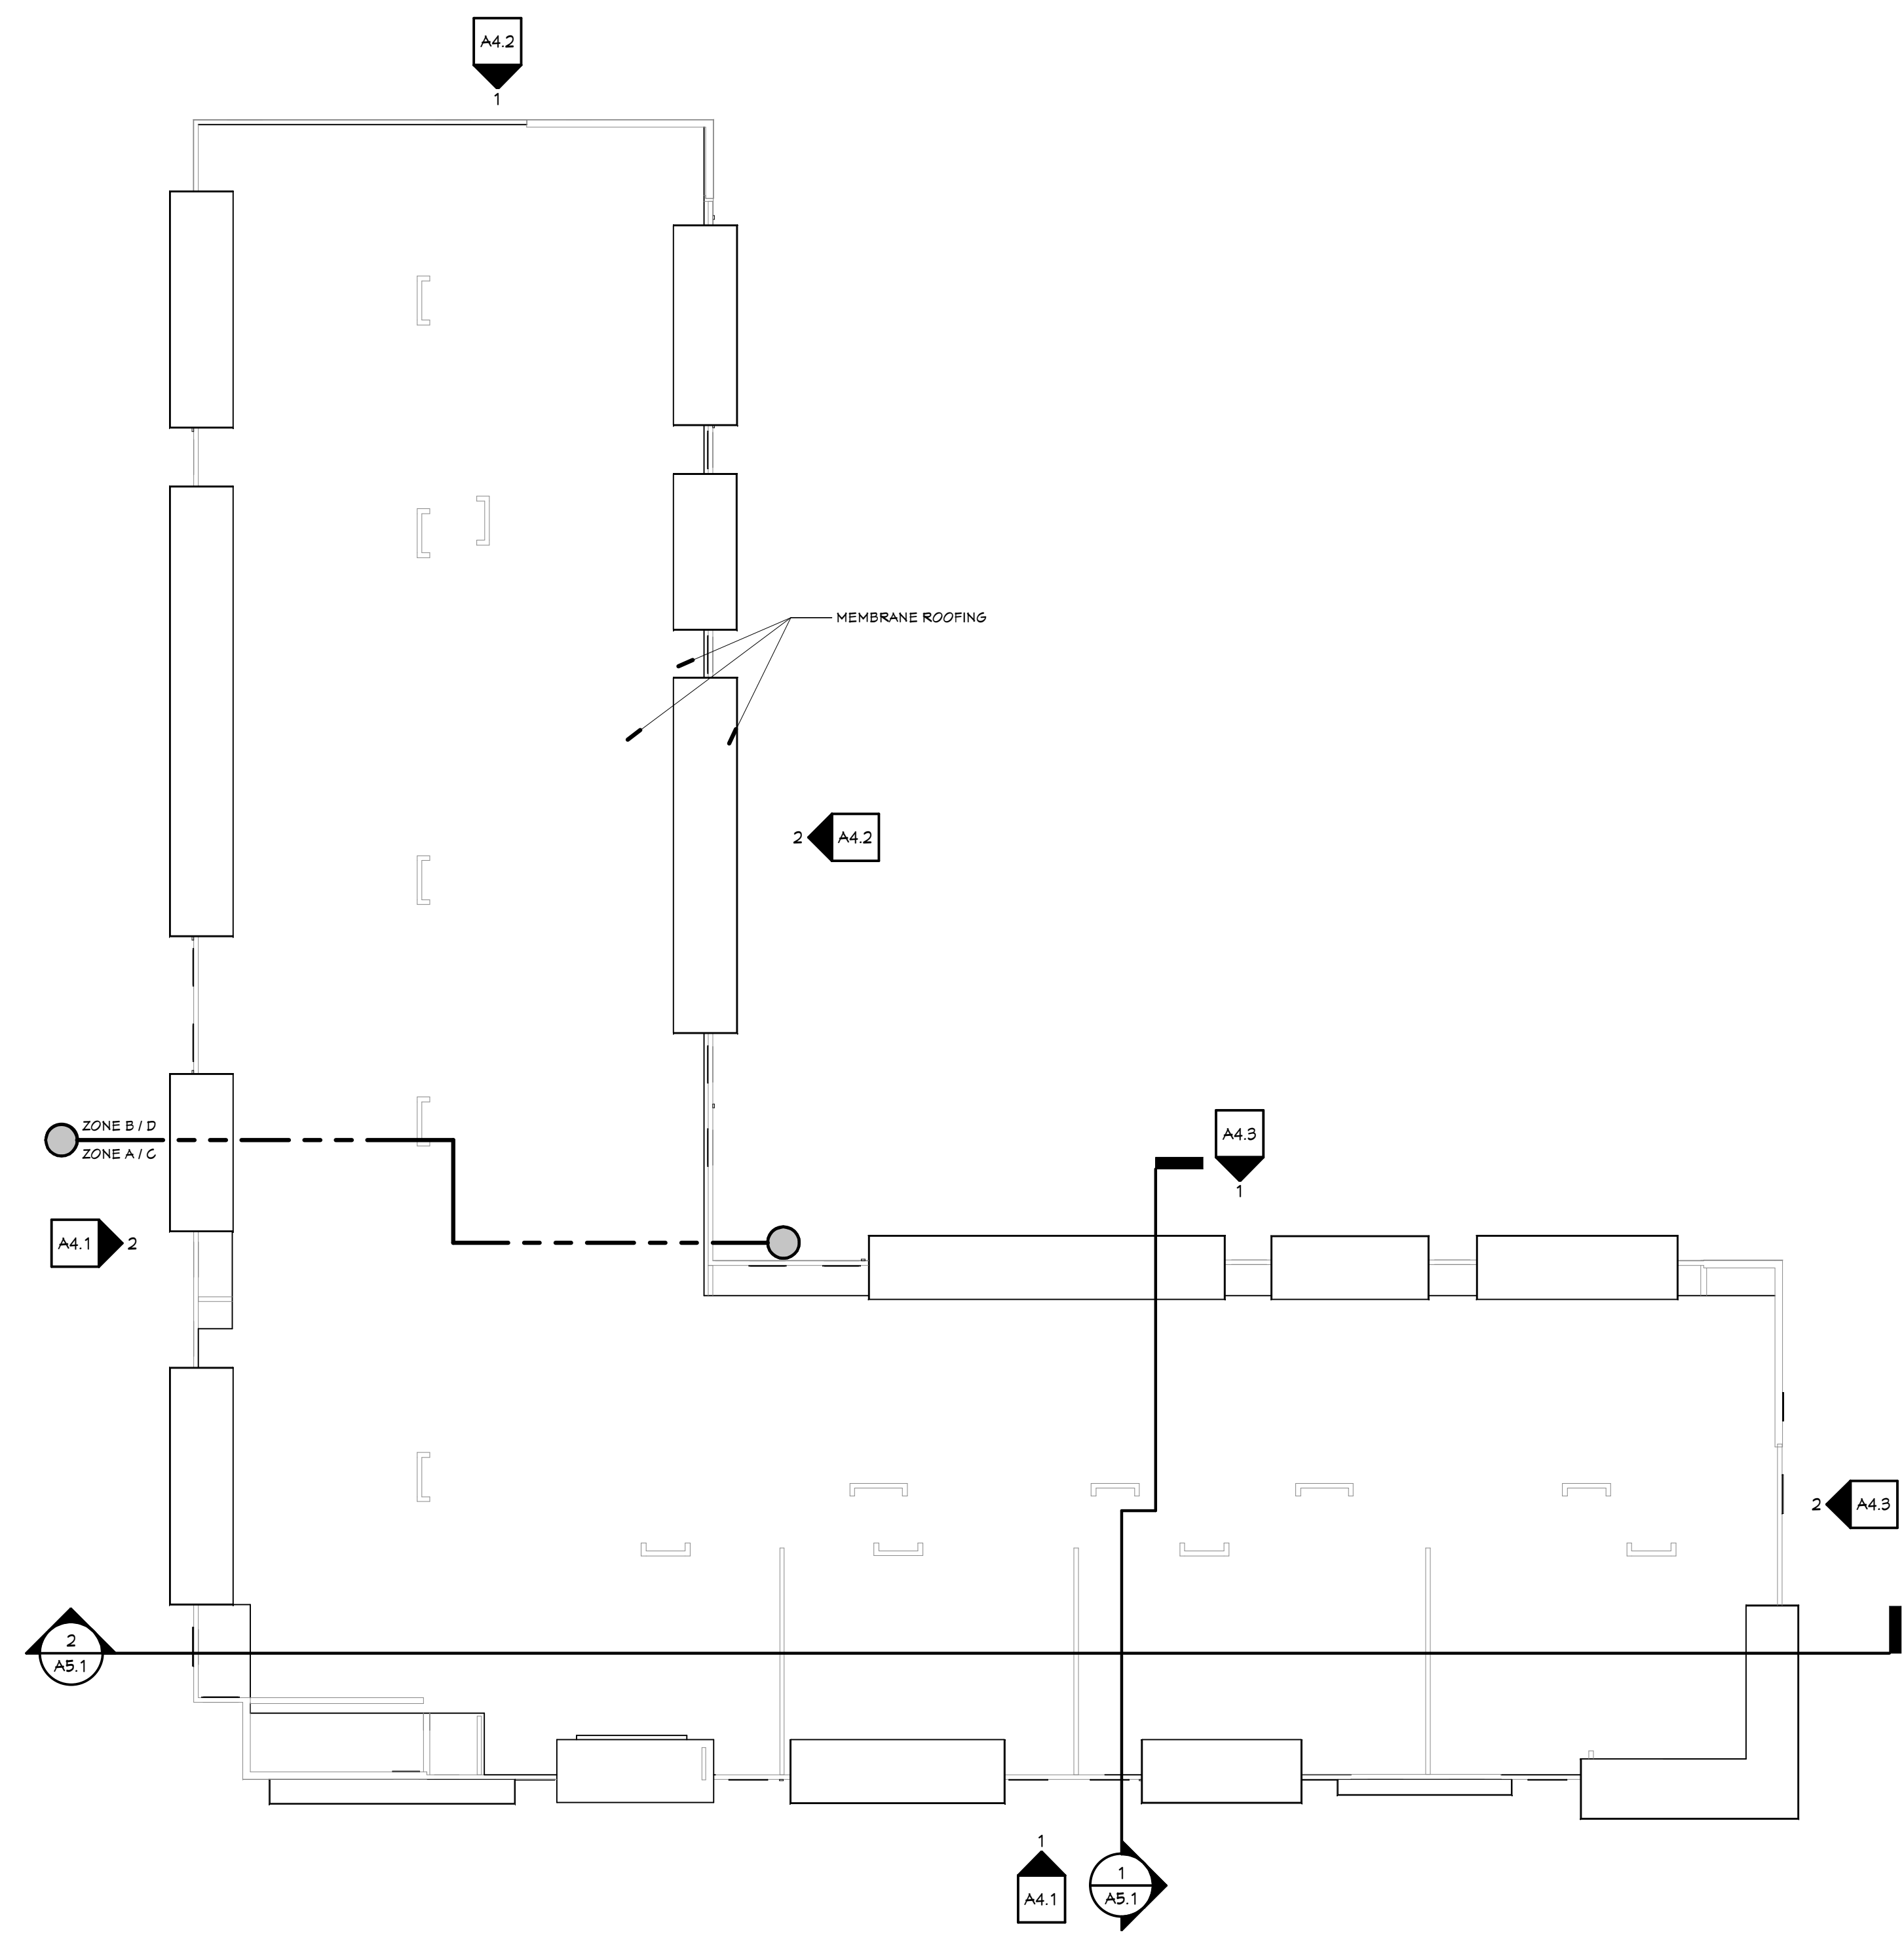 A4.2
1
MEMBRANE ROOFING
2
A4.2
ZONE B / D
ZONE A / C
A4.3
1
A4.1
2
2
A4.3
2
A5.1
1
A4.1
1
A5.1